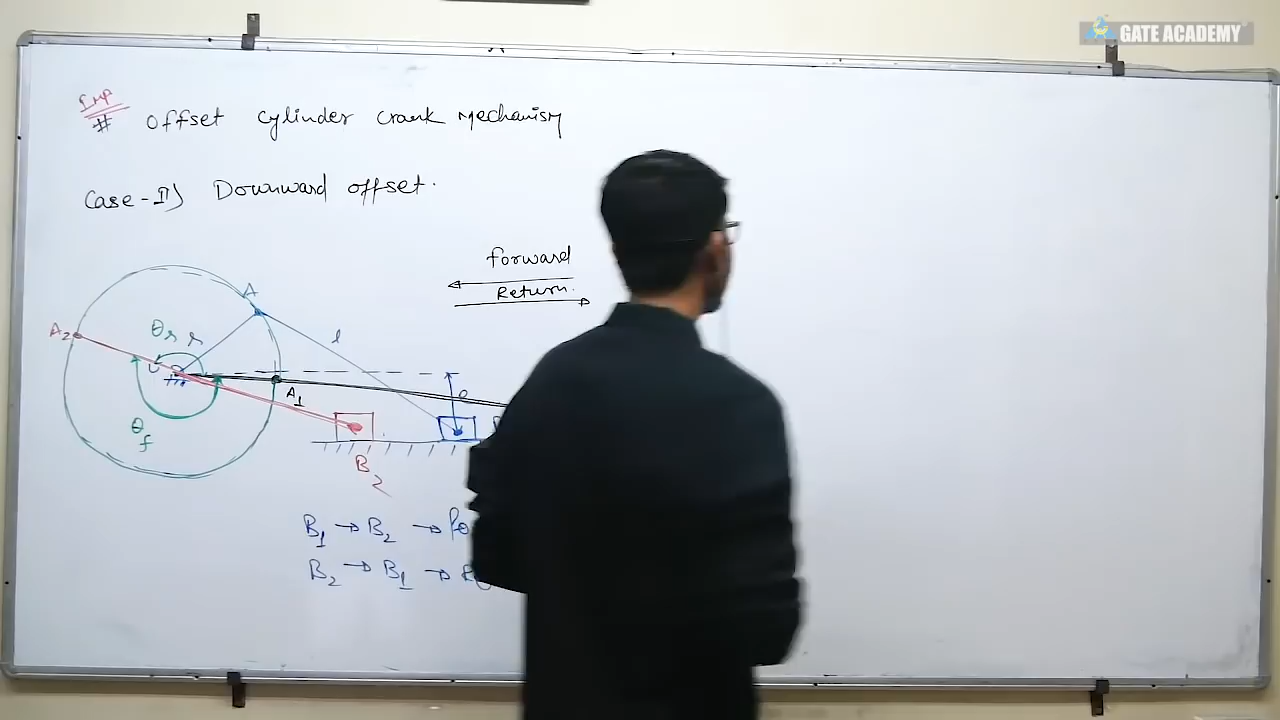 GATE ACADEMY
Imp
# Offset cylinder crank Mechanism
Case-II) Downward offset.
forward
Return
A
θr r
l
A2
O
A1
e
θf
B2
B1 → B2 →
B2 → B1 →